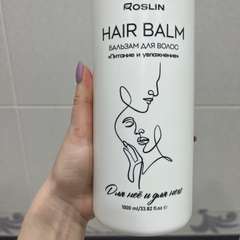 ROSLIN
HAIR BALM
БАЛЬЗАМ ДЛЯ ВОЛОС
«Питание и увлажнение»
Для неё и для него
1000 ml/33.82 fl.oz ℮